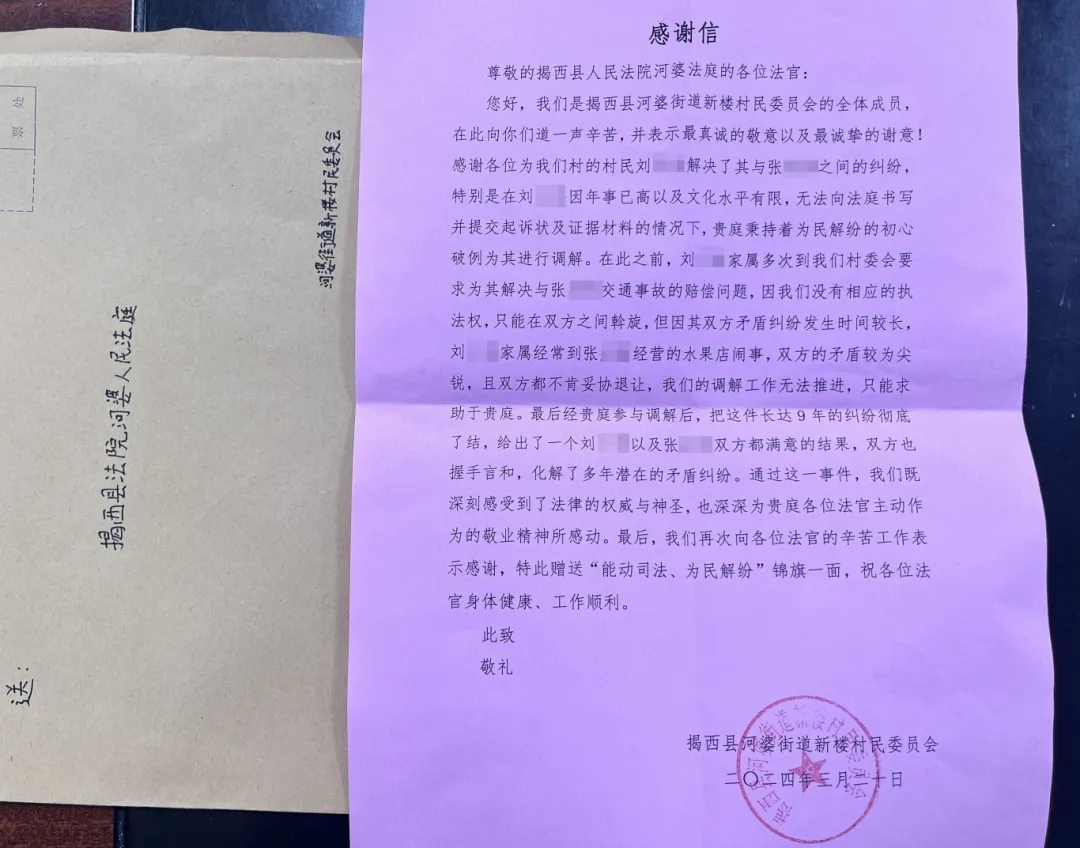 票处
河婆街道新楼村民委员会
揭西县法院河婆人民法庭
送：
感谢信
尊敬的揭西县人民法院河婆法庭的各位法官：
您好，我们是揭西县河婆街道新楼村民委员会的全体成员，
在此向你们道一声辛苦，并表示最真诚的敬意以及最诚挚的谢意！
感谢各位为我们村的村民刘 解决了其与张 之间的纠纷，
特别是在刘 因年事已高以及文化水平有限，无法向法庭书写
并提交起诉状及证据材料的情况下，贵庭秉持着为民解纷的初心
破例为其进行调解。在此之前，刘 家属多次到我们村委会要
求为其解决与张 交通事故的赔偿问题，因我们没有相应的执
法权，只能在双方之间斡旋，但因其双方矛盾纠纷发生时间较长，
刘 家属经常到张 经营的水果店闹事，双方的矛盾较为尖
锐，且双方都不肯妥协退让，我们的调解工作无法推进，只能求
助于贵庭。最后经贵庭参与调解后，把这件长达9年的纠纷彻底
了结，给出了一个刘 以及张 双方都满意的结果，双方也
握手言和，化解了多年潜在的矛盾纠纷。通过这一事件，我们既
深刻感受到了法律的权威与神圣，也深深为贵庭各位法官主动作
为的敬业精神所感动。最后，我们再次向各位法官的辛苦工作表
示感谢，特此赠送“能动司法、为民解纷”锦旗一面，祝各位法
官身体健康、工作顺利。
此致
敬礼
揭西县河婆街道新楼村民委员会
二〇二四年三月二十日
揭西县河婆街道新楼村民委员会